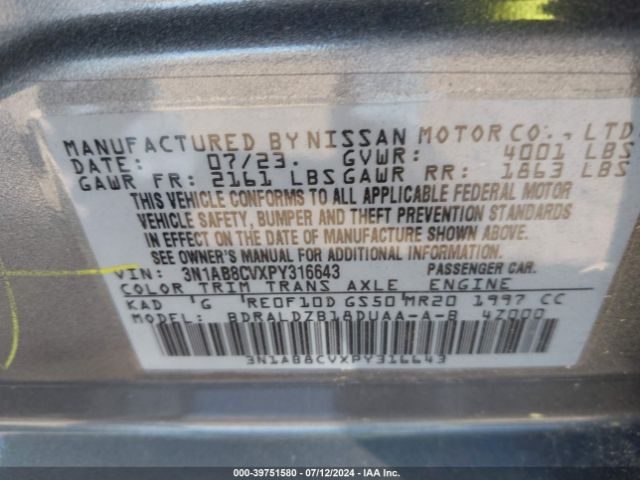 MANUFACTURED BY NISSAN MOTOR CO., LTD
DATE: 07/23. GVWR: 4001 LBS
GAWR FR: 2161 LBS GAWR RR: 1863 LBS
THIS VEHICLE CONFORMS TO ALL APPLICABLE FEDERAL MOTOR
VEHICLE SAFETY, BUMPER AND THEFT PREVENTION STANDARDS
IN EFFECT ON THE DATE OF MANUFACTURE SHOWN ABOVE.
SEE OWNER'S MANUAL FOR ADDITIONAL INFORMATION.
VIN: 3N1AB8CVXPY316643 PASSENGER CAR.
COLOR TRIM TRANS AXLE ENGINE
KAD G RE0F10D GS50 MR20 1997 CC
MODEL: BDRALDZB18DUAA-A-B 4Z000
3N1AB8CVXPY316643
000-39751580 - 07/12/2024 - IAA Inc.